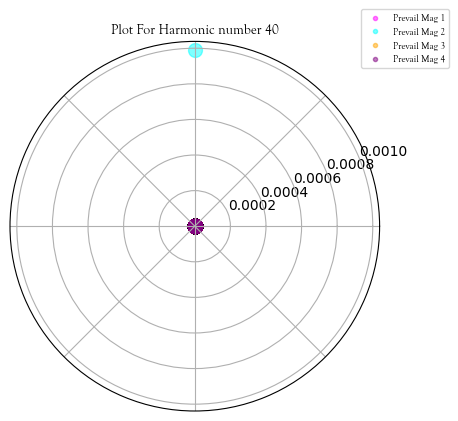 Plot For Harmonic number 40
Prevail Mag 1
Prevail Mag 2
Prevail Mag 3
Prevail Mag 4
0.0010
0.0008
0.0006
0.0004
0.0002